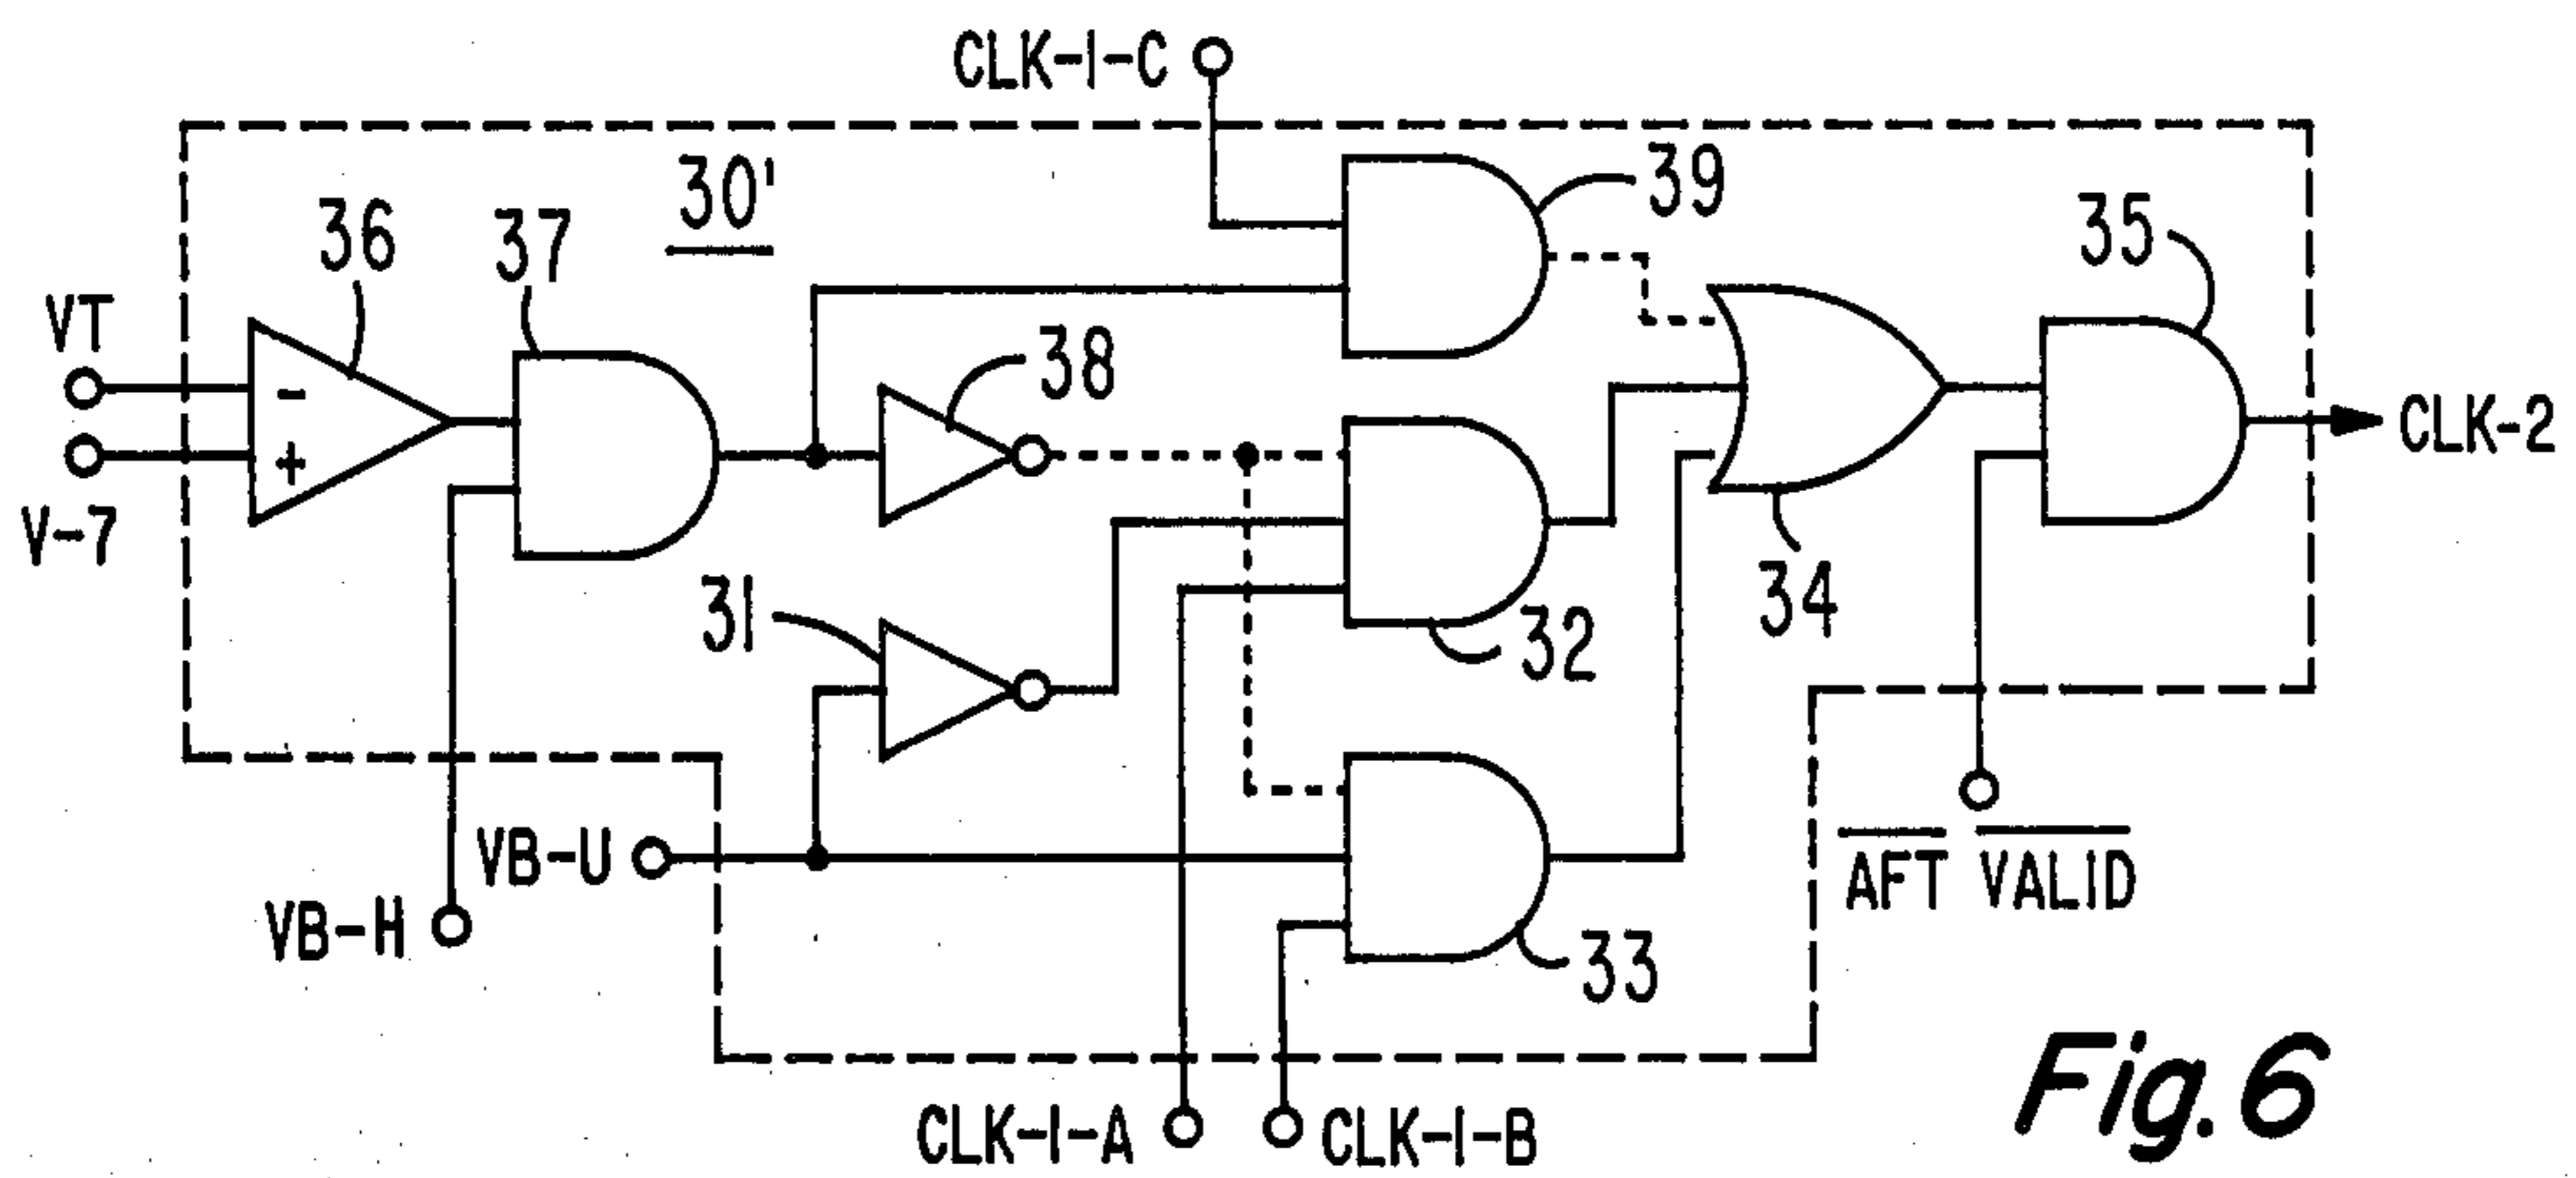 CLK-1-C
30'
39
36
37
35
VT
38
V-7
CLK-2
31
32
34
VB-U
VB-H
33
AFT VALID
CLK-1-A
CLK-1-B
Fig. 6